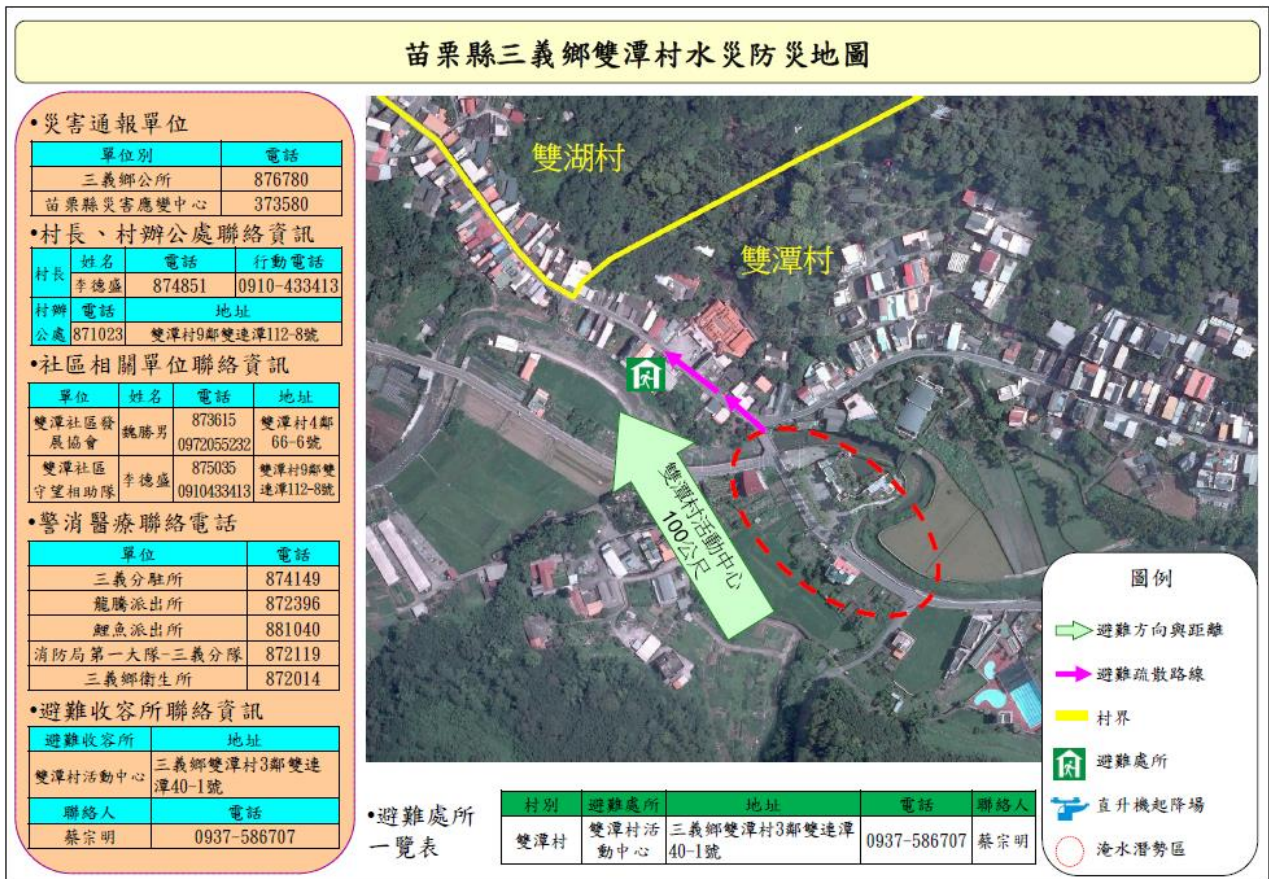 苗栗縣三義鄉雙潭村水災防災地圖
•災害通報單位
單位別 電話
三義鄉公所 876780
苗栗縣災害應變中心 373580
•村長、村辦公處聯絡資訊
村長 姓名 電話 行動電話
李德盛 874851 0910-433413
村辦公處 電話 地址
871023 雙潭村9鄰雙連潭112-8號
•社區相關單位聯絡資訊
單位 姓名 電話 地址
雙潭社區發展協會 魏勝男 873615 0972055232 雙潭村4鄰66-6號
雙潭社區守望相助隊 李德盛 875035 0910433413 雙潭村9鄰雙連潭112-8號
•警消醫療聯絡電話
單位 電話
三義分駐所 874149
龍騰派出所 872396
鯉魚派出所 881040
消防局第一大隊-三義分隊 872119
三義鄉衛生所 872014
•避難收容所聯絡資訊
避難收容所 地址
雙潭村活動中心 三義鄉雙潭村3鄰雙連潭40-1號
聯絡人 電話
蔡宗明 0937-586707
雙湖村
雙潭村
雙潭村活動中心
100公尺
圖例
避難方向與距離
避難疏散路線
村界
避難處所
直升機起降場
淹水潛勢區
•避難處所一覽表
村別 避難處所 地址 電話 聯絡人
雙潭村 雙潭村活動中心 三義鄉雙潭村3鄰雙連潭40-1號 0937-586707 蔡宗明